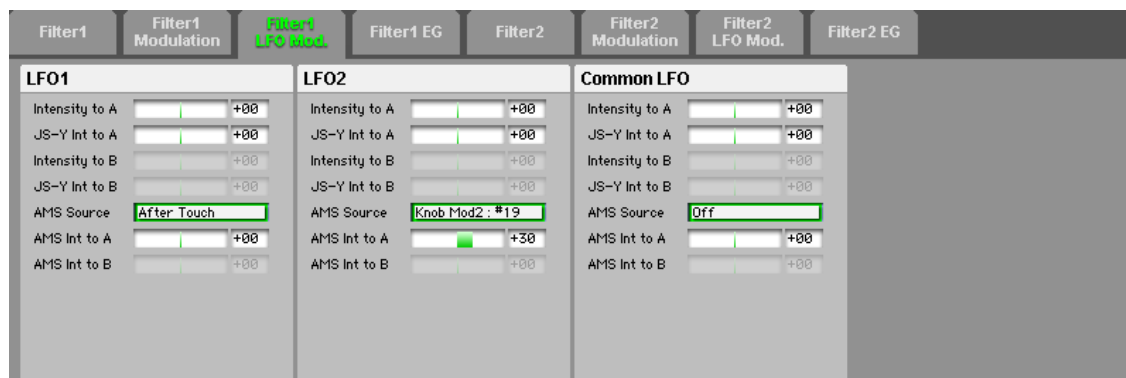 Filter1
Filter1 Modulation
Filter1 LFO Mod.
Filter1 EG
Filter2
Filter2 Modulation
Filter2 LFO Mod.
Filter2 EG
LFO1
Intensity to A +00
JS-Y Int to A +00
Intensity to B +00
JS-Y Int to B +00
AMS Source After Touch
AMS Int to A +00
AMS Int to B +00
LFO2
Intensity to A +00
JS-Y Int to A +00
Intensity to B +00
JS-Y Int to B +00
AMS Source Knob Mod2 : #19
AMS Int to A +30
AMS Int to B +00
Common LFO
Intensity to A +00
JS-Y Int to A +00
Intensity to B +00
JS-Y Int to B +00
AMS Source Off
AMS Int to A +00
AMS Int to B +00